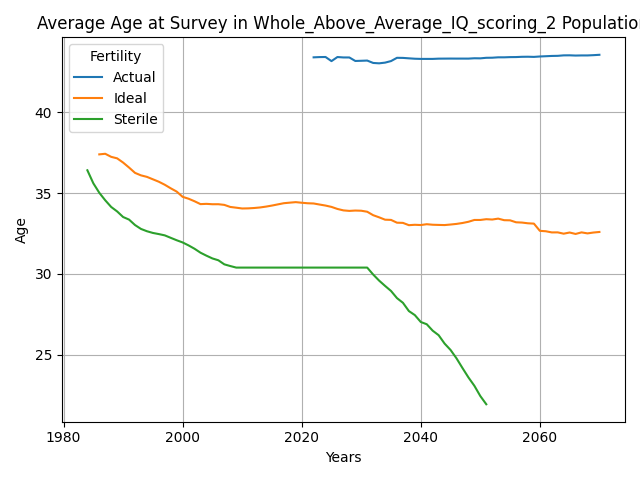 Average Age at Survey in Whole_Above_Average_IQ_scoring_2 Population
Fertility
Actual
Ideal
Sterile
Age
40
35
30
25
1980
2000
2020
2040
2060
Years